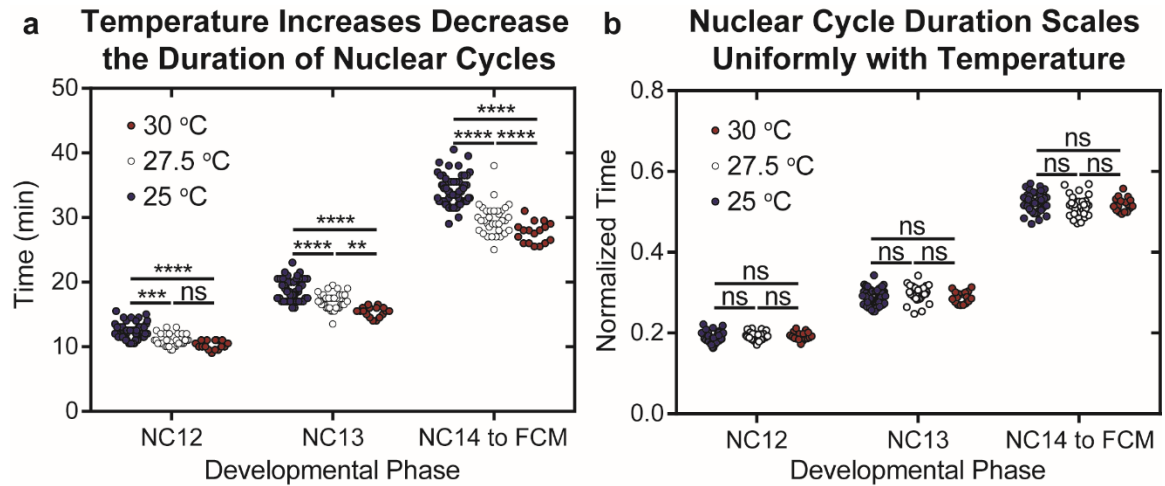 a Temperature Increases Decrease
the Duration of Nuclear Cycles
50
40
30
20
10
0
Time (min)
30 °C
27.5 °C
25 °C
****
*** ns
****
**** **
****
**** ****
NC12 NC13 NC14 to FCM
Developmental Phase
b Nuclear Cycle Duration Scales
Uniformly with Temperature
0.8
0.6
0.4
0.2
0.0
Normalized Time
30 °C
27.5 °C
25 °C
ns
ns ns
ns
ns ns
ns
ns ns
NC12 NC13 NC14 to FCM
Developmental Phase